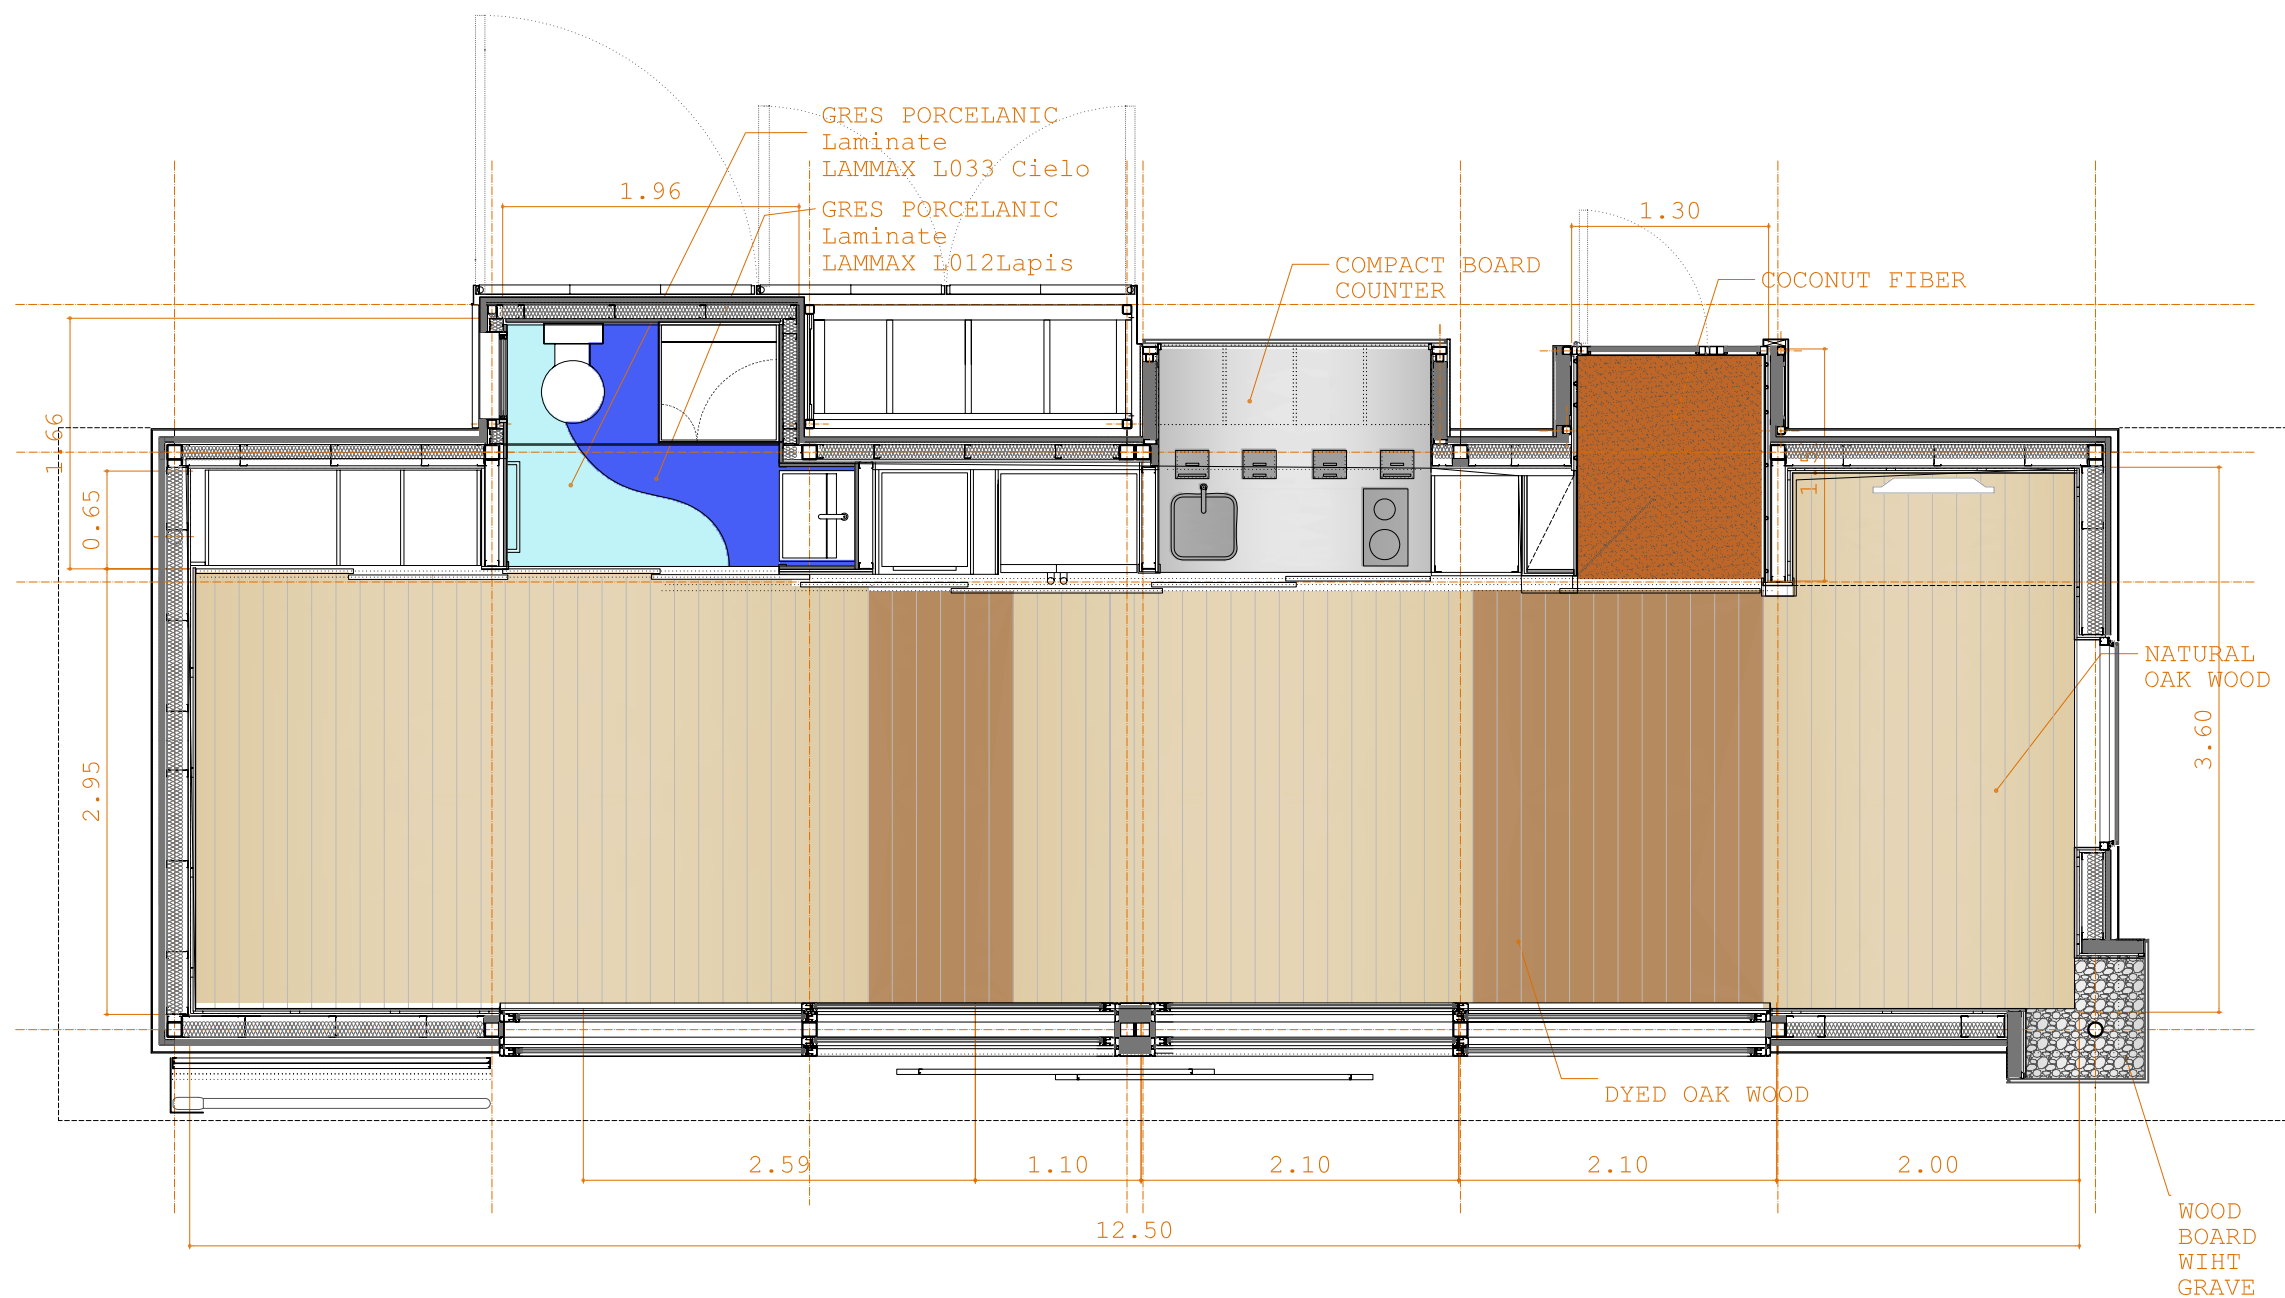 GRES PORCELANIC
Laminate
LAMMAX L033 Cielo
1.96
GRES PORCELANIC
Laminate
LAMMAX L012Lapis
1.30
COMPACT BOARD
COUNTER
COCONUT FIBER
1.66
0.65
NATURAL
OAK WOOD
3.60
2.95
DYED OAK WOOD
2.59
1.10
2.10
2.10
2.00
12.50
WOOD
BOARD
WIHT
GRAVE